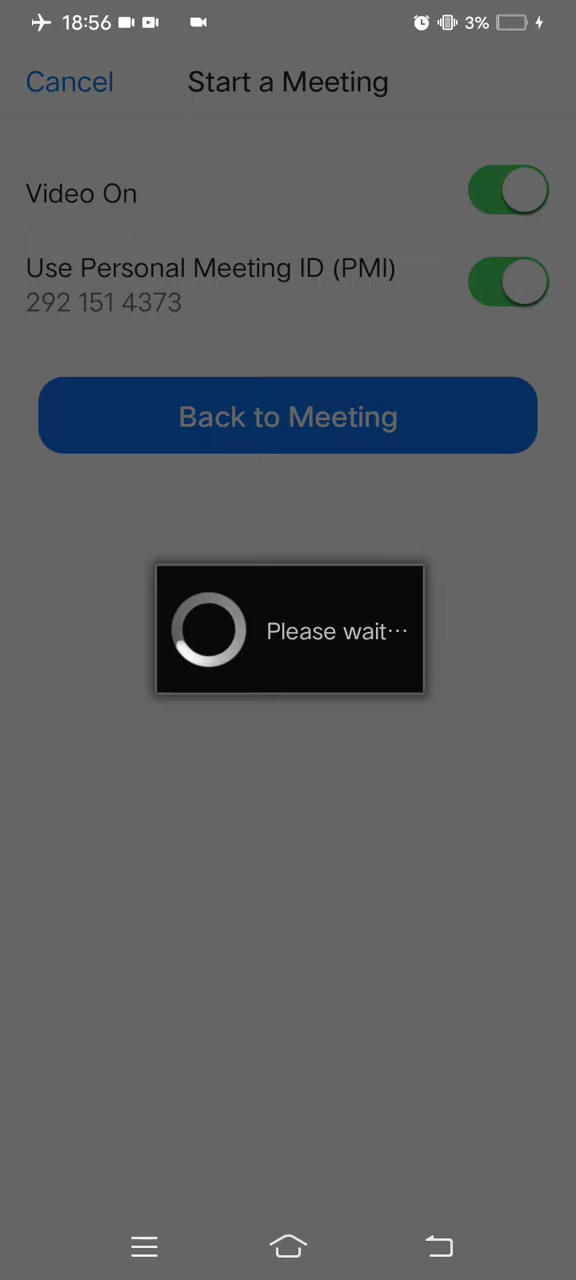 18:56
3%
Cancel
Start a Meeting
Video On
Use Personal Meeting ID (PMI)
292 151 4373
Back to Meeting
Please wait···